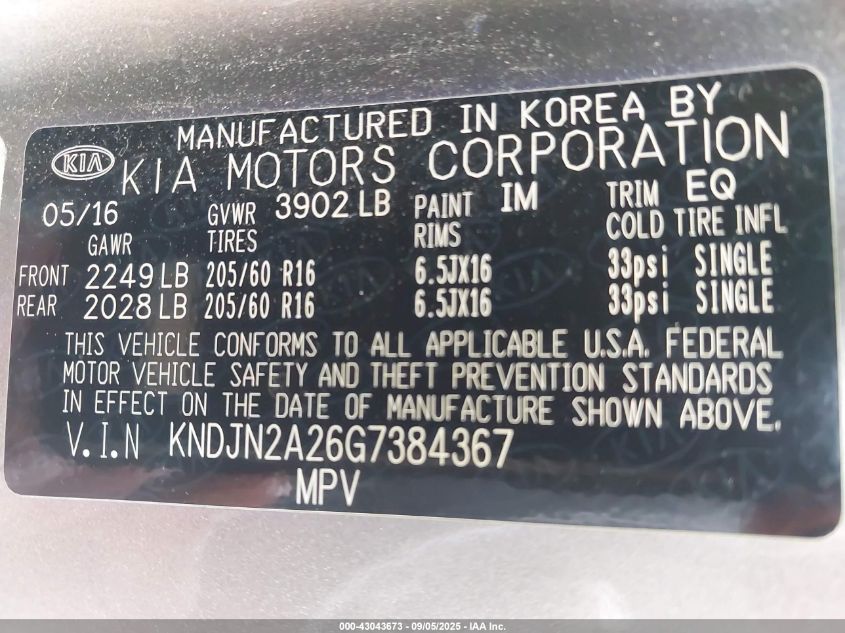 MANUFACTURED IN KOREA BY
KIA KIA MOTORS CORPORATION
05/16 GVWR 3902 LB PAINT IM TRIM EQ
GAWR TIRES RIMS COLD TIRE INFL
FRONT 2249 LB 205/60 R16 6.5JX16 33psi SINGLE
REAR 2028 LB 205/60 R16 6.5JX16 33psi SINGLE
THIS VEHICLE CONFORMS TO ALL APPLICABLE U.S.A. FEDERAL
MOTOR VEHICLE SAFETY AND THEFT PREVENTION STANDARDS
IN EFFECT ON THE DATE OF MANUFACTURE SHOWN ABOVE.
V.I.N KNDJN2A26G7384367
MPV
000-43043673 - 09/05/2025 - IAA Inc.